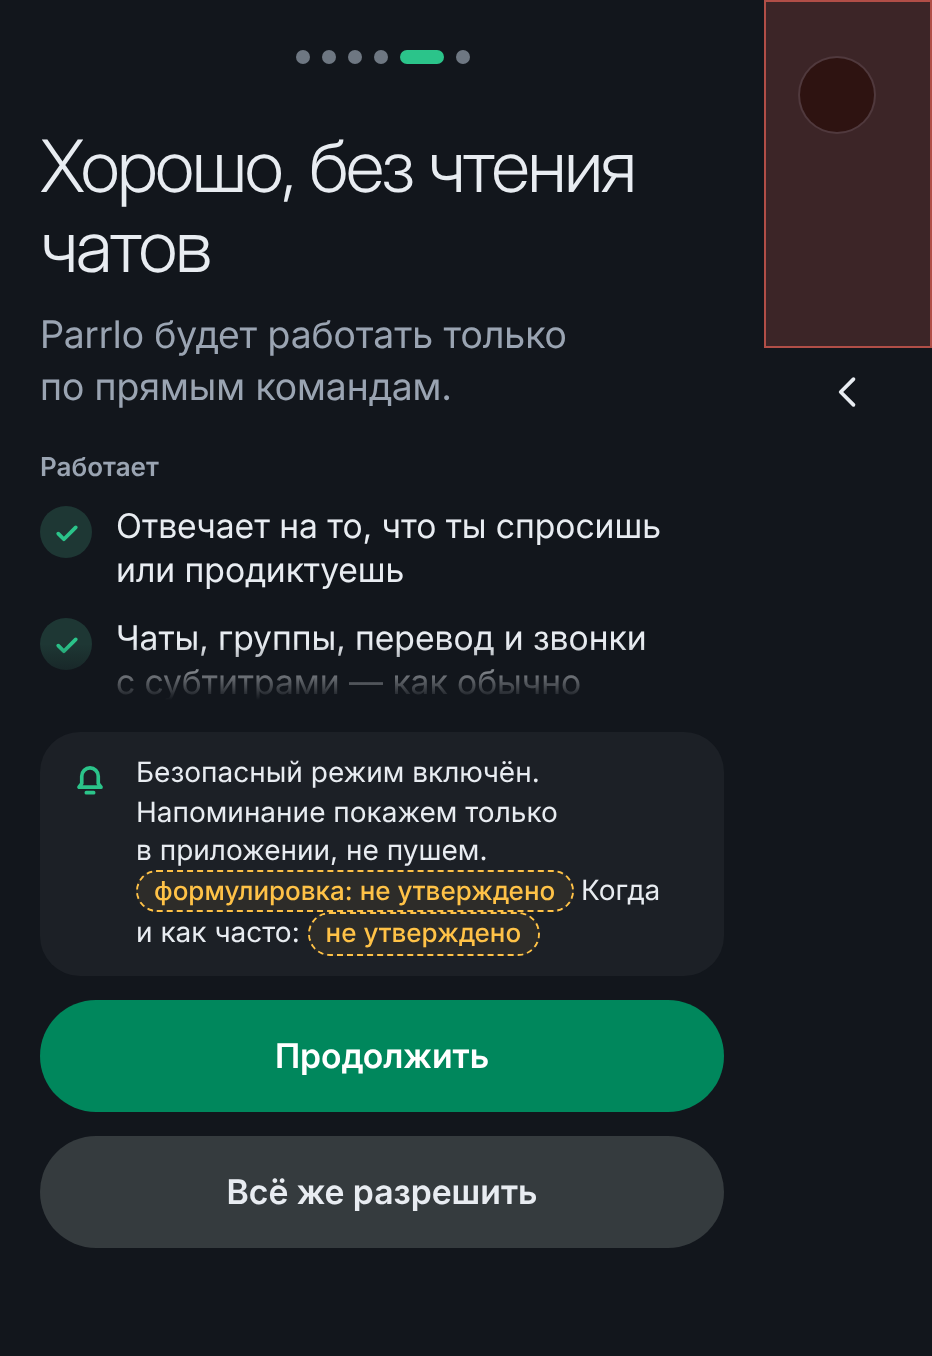 Хорошо, без чтения
чатов
Parrlo будет работать только
по прямым командам.
Работает
Отвечает на то, что ты спросишь
или продиктуешь
Чаты, группы, перевод и звонки
с субтитрами — как обычно
Безопасный режим включён.
Напоминание покажем только
в приложении, не пушем.
формулировка: не утверждено Когда
и как часто: не утверждено
Продолжить
Всё же разрешить